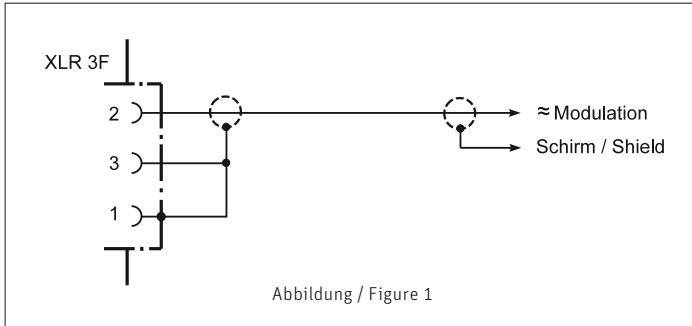 XLR 3F
2
≈ Modulation
Schirm / Shield
3
1
Abbildung / Figure 1